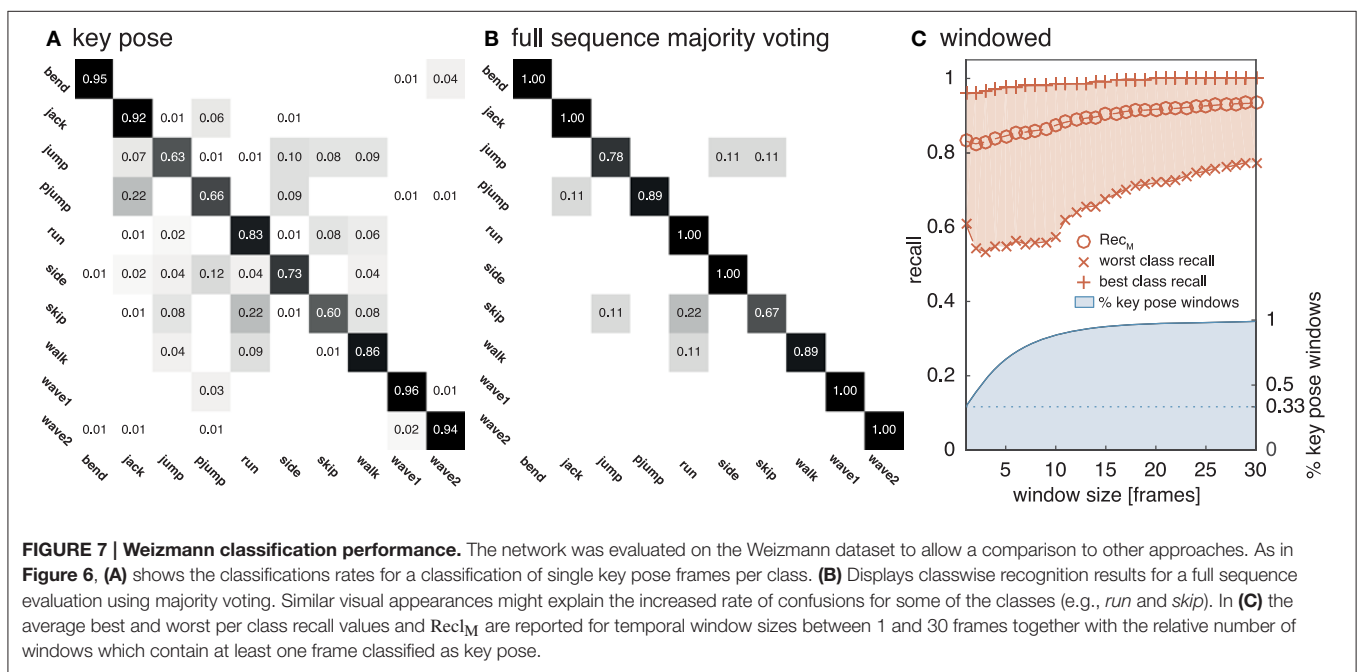 A key pose
bend 0.95 0.01 0.04
jack 0.92 0.01 0.06 0.01
jump 0.07 0.63 0.01 0.01 0.10 0.08 0.09
pjump 0.22 0.66 0.09 0.01 0.01
run 0.01 0.02 0.83 0.01 0.08 0.06
side 0.01 0.02 0.04 0.12 0.04 0.73 0.04
skip 0.01 0.08 0.22 0.01 0.60 0.08
walk 0.04 0.09 0.01 0.86
wave1 0.03 0.96 0.01
wave2 0.01 0.01 0.01 0.02 0.94
bend jack jump pjump run side skip walk wave1 wave2
B full sequence majority voting
bend 1.00
jack 1.00
jump 0.78 0.11 0.11
pjump 0.11 0.89
run 1.00
side 1.00
skip 0.11 0.22 0.67
walk 0.11 0.89
wave1 1.00
wave2 1.00
bend jack jump pjump run side skip walk wave1 wave2
C windowed
1
0.8
0.6
0.4
0.2
0
recall
RecM
worst class recall
best class recall
% key pose windows
1
0.5
0.33
0
% key pose windows
5 10 15 20 25 30
window size [frames]
FIGURE 7 | Weizmann classification performance. The network was evaluated on the Weizmann dataset to allow a comparison to other approaches. As in
Figure 6, (A) shows the classifications rates for a classification of single key pose frames per class. (B) Displays classwise recognition results for a full sequence
evaluation using majority voting. Similar visual appearances might explain the increased rate of confusions for some of the classes (e.g., run and skip). In (C) the
average best and worst per class recall values and ReclM are reported for temporal window sizes between 1 and 30 frames together with the relative number of
windows which contain at least one frame classified as key pose.